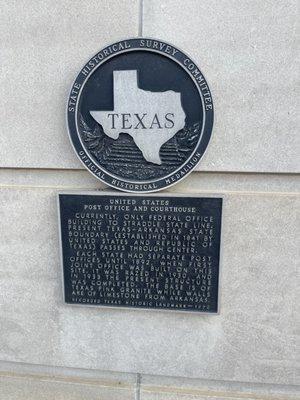 STATE HISTORICAL SURVEY COMMITTEE
TEXAS
OFFICIAL HISTORICAL MEDALLION
UNITED STATES
POST OFFICE AND COURTHOUSE
CURRENTLY, ONLY FEDERAL OFFICE
BUILDING TO STRADDLE STATE LINE.
PRESENT TEXAS-ARKANSAS STATE
BOUNDARY (ESTABLISHED IN 1841 BY
UNITED STATES AND REPUBLIC OF
TEXAS) PASSES THROUGH CENTER.
EACH STATE HAD SEPARATE POST
OFFICES UNTIL 1892, WHEN FIRST
JOINT OFFICE WAS BUILT ON THIS
SITE. IT WAS RAZED IN 1930, AND
IN 1933 THE PRESENT STRUCTURE
WAS COMPLETED. THE BASE IS OF
TEXAS PINK GRANITE WHILE WALLS
ARE OF LIMESTONE FROM ARKANSAS.
RECORDED TEXAS HISTORIC LANDMARK - 1970